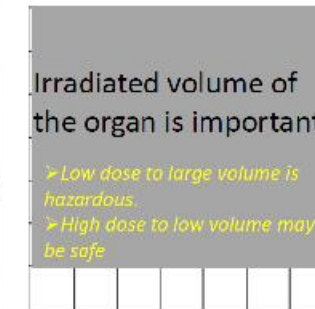 Irradiated volume of
the organ is important
➢Low dose to large volume is
hazardous.
➢High dose to low volume may
be safe